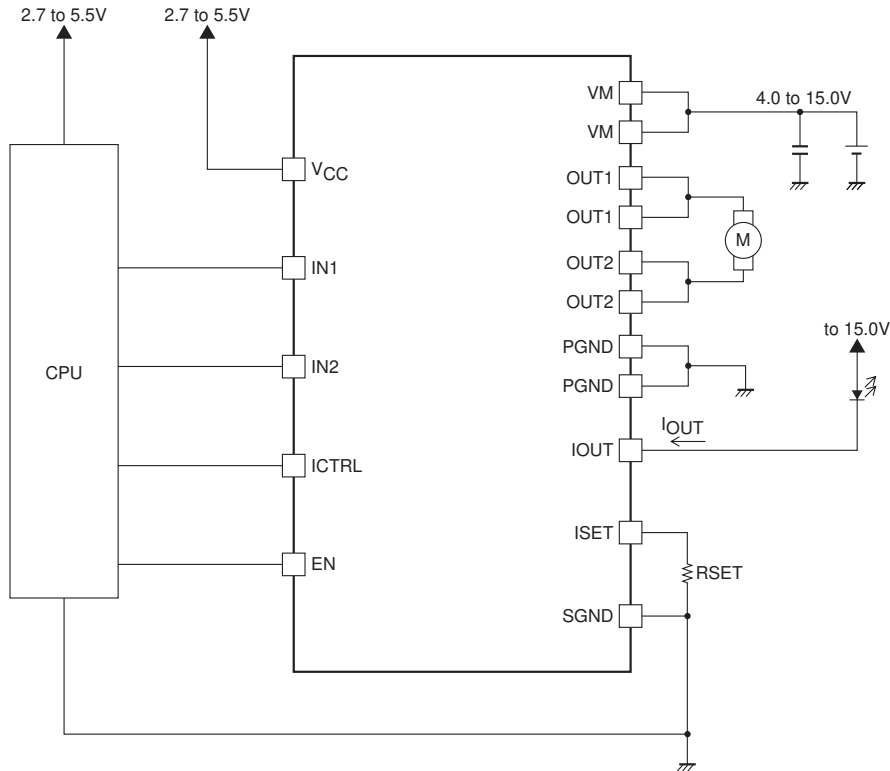 2.7 to 5.5V
2.7 to 5.5V
VM
4.0 to 15.0V
VM
VCC
OUT1
OUT1
M
IN1
OUT2
OUT2
to 15.0V
PGND
CPU
IN2
PGND
IOUT
IOUT
ICTRL
ISET
EN
RSET
SGND